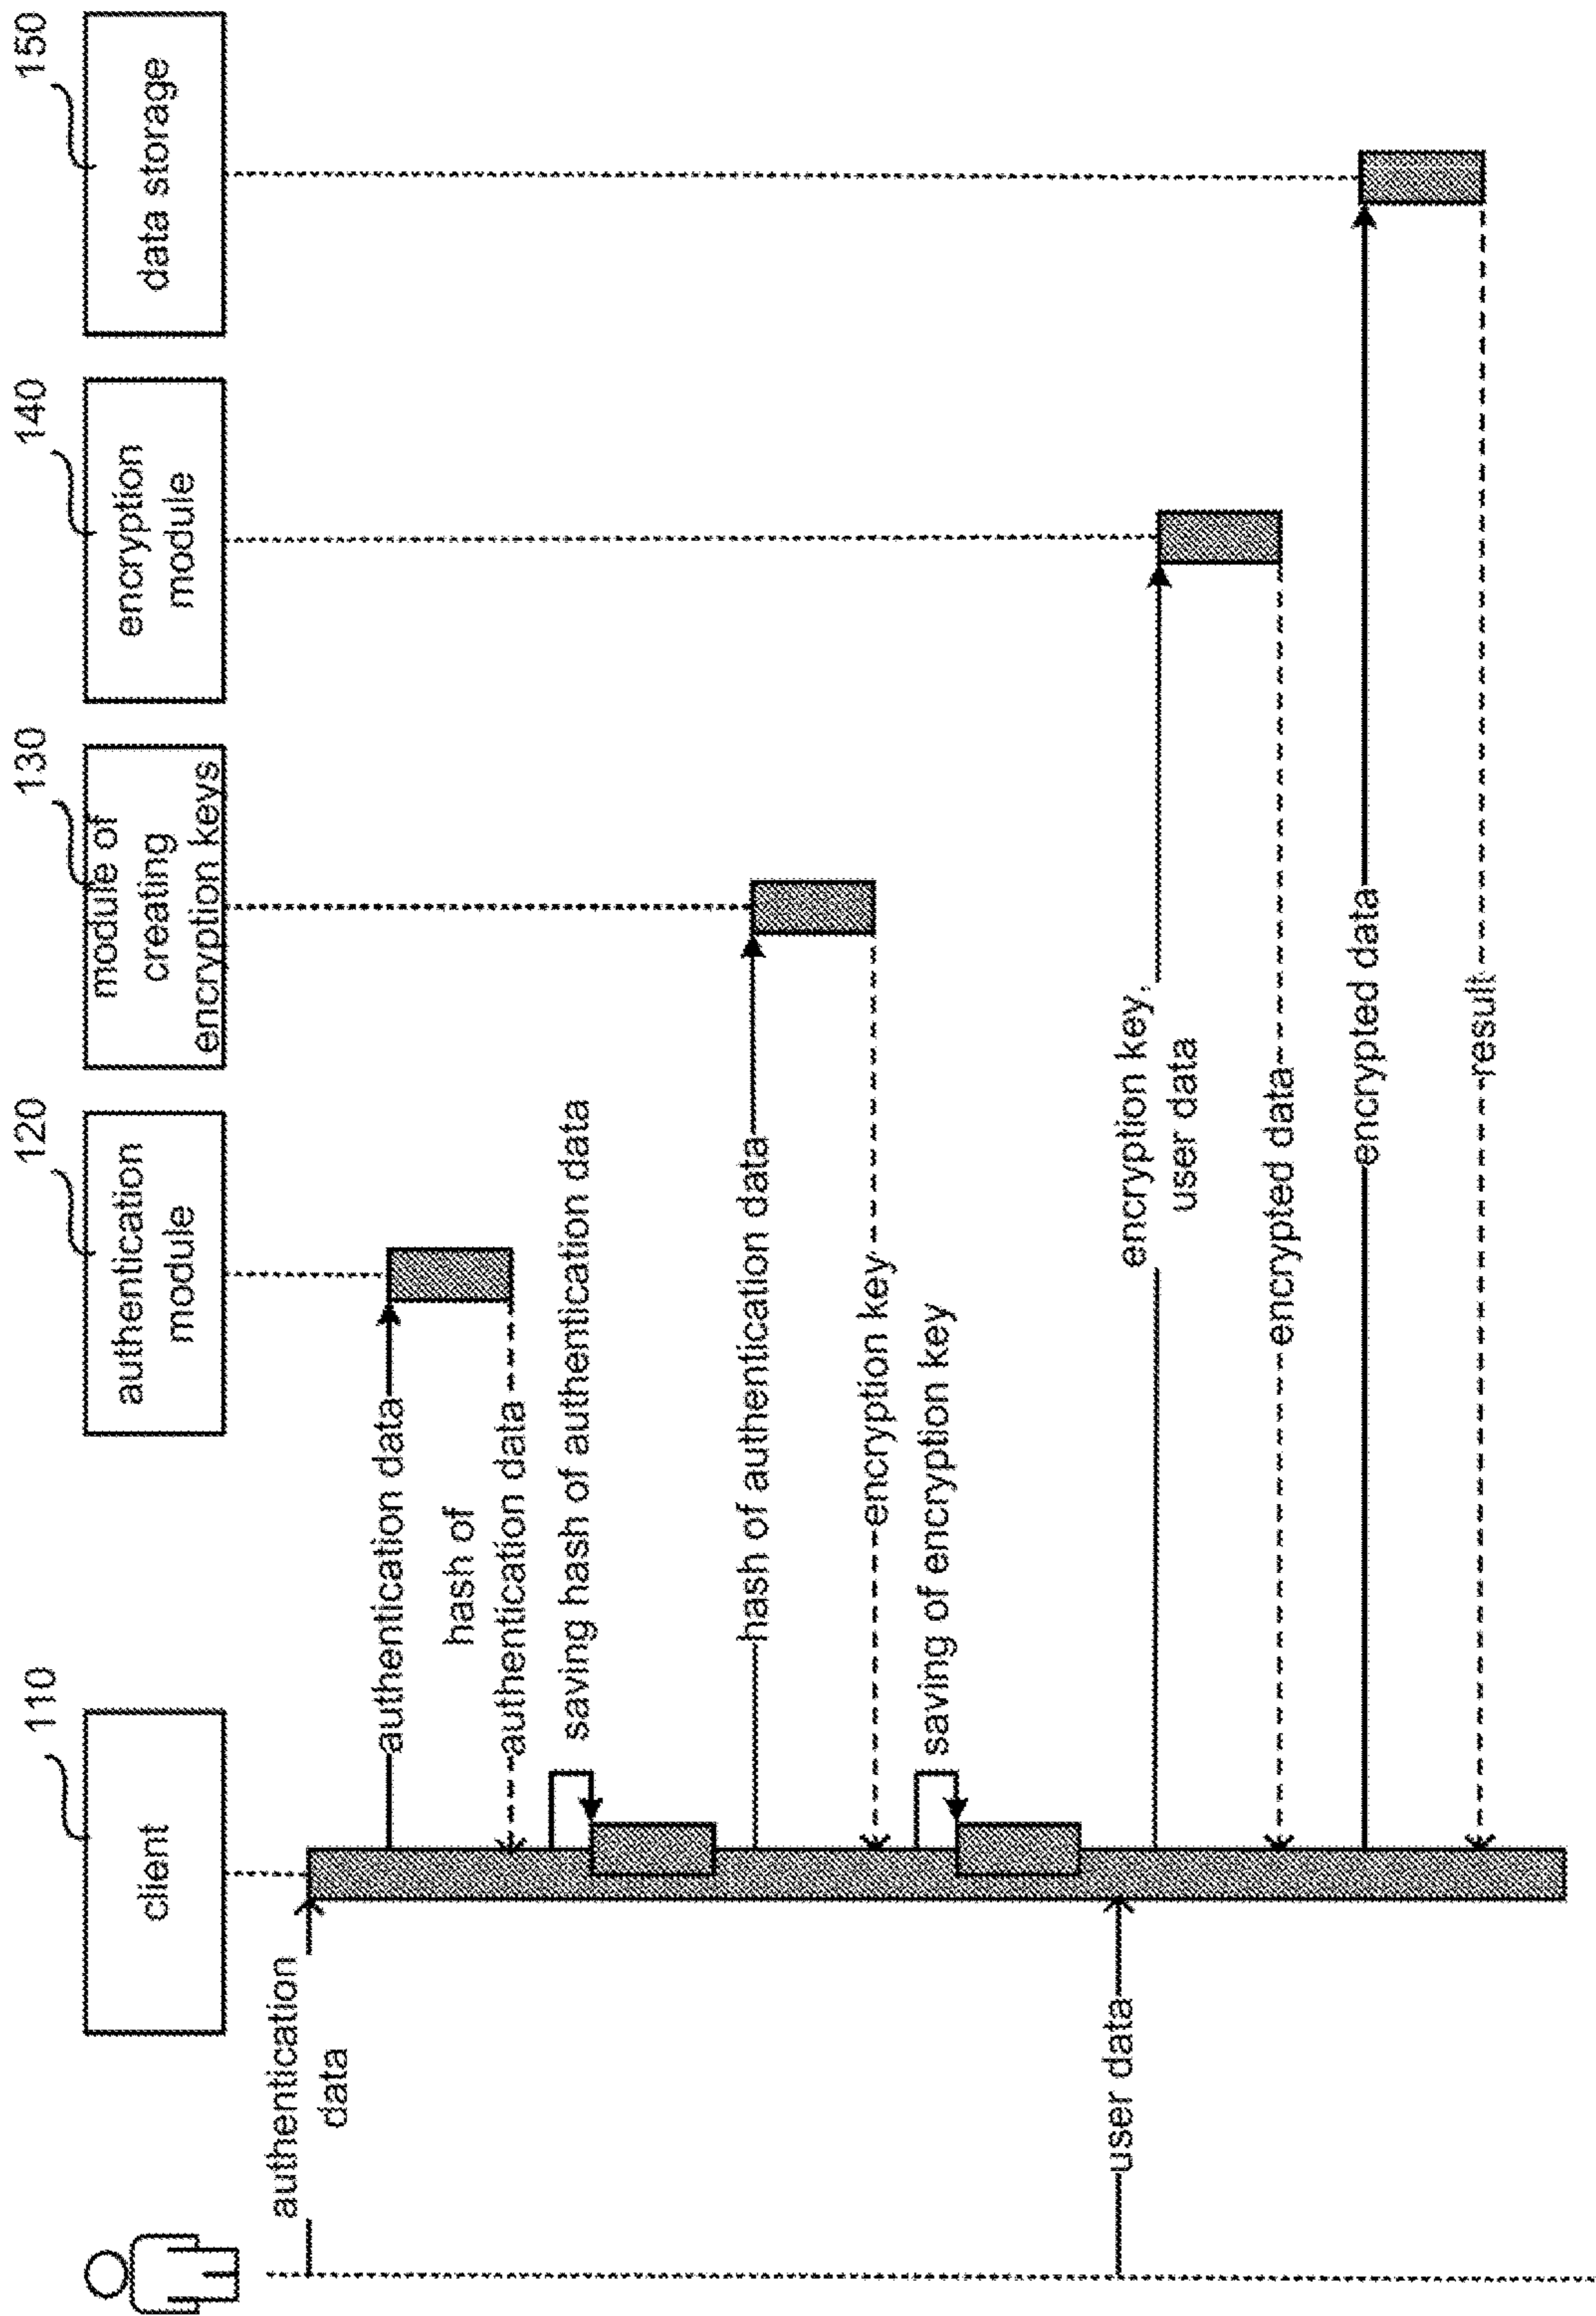 110
120
130
140
150
client
authentication
module
module of
creating
encryption keys
encryption
module
data storage
authentication
data
authentication data
hash of
authentication data
saving hash of authentication data
hash of authentication data
encryption key
saving of encryption key
user data
encryption key,
user data
encrypted data
encrypted data
result